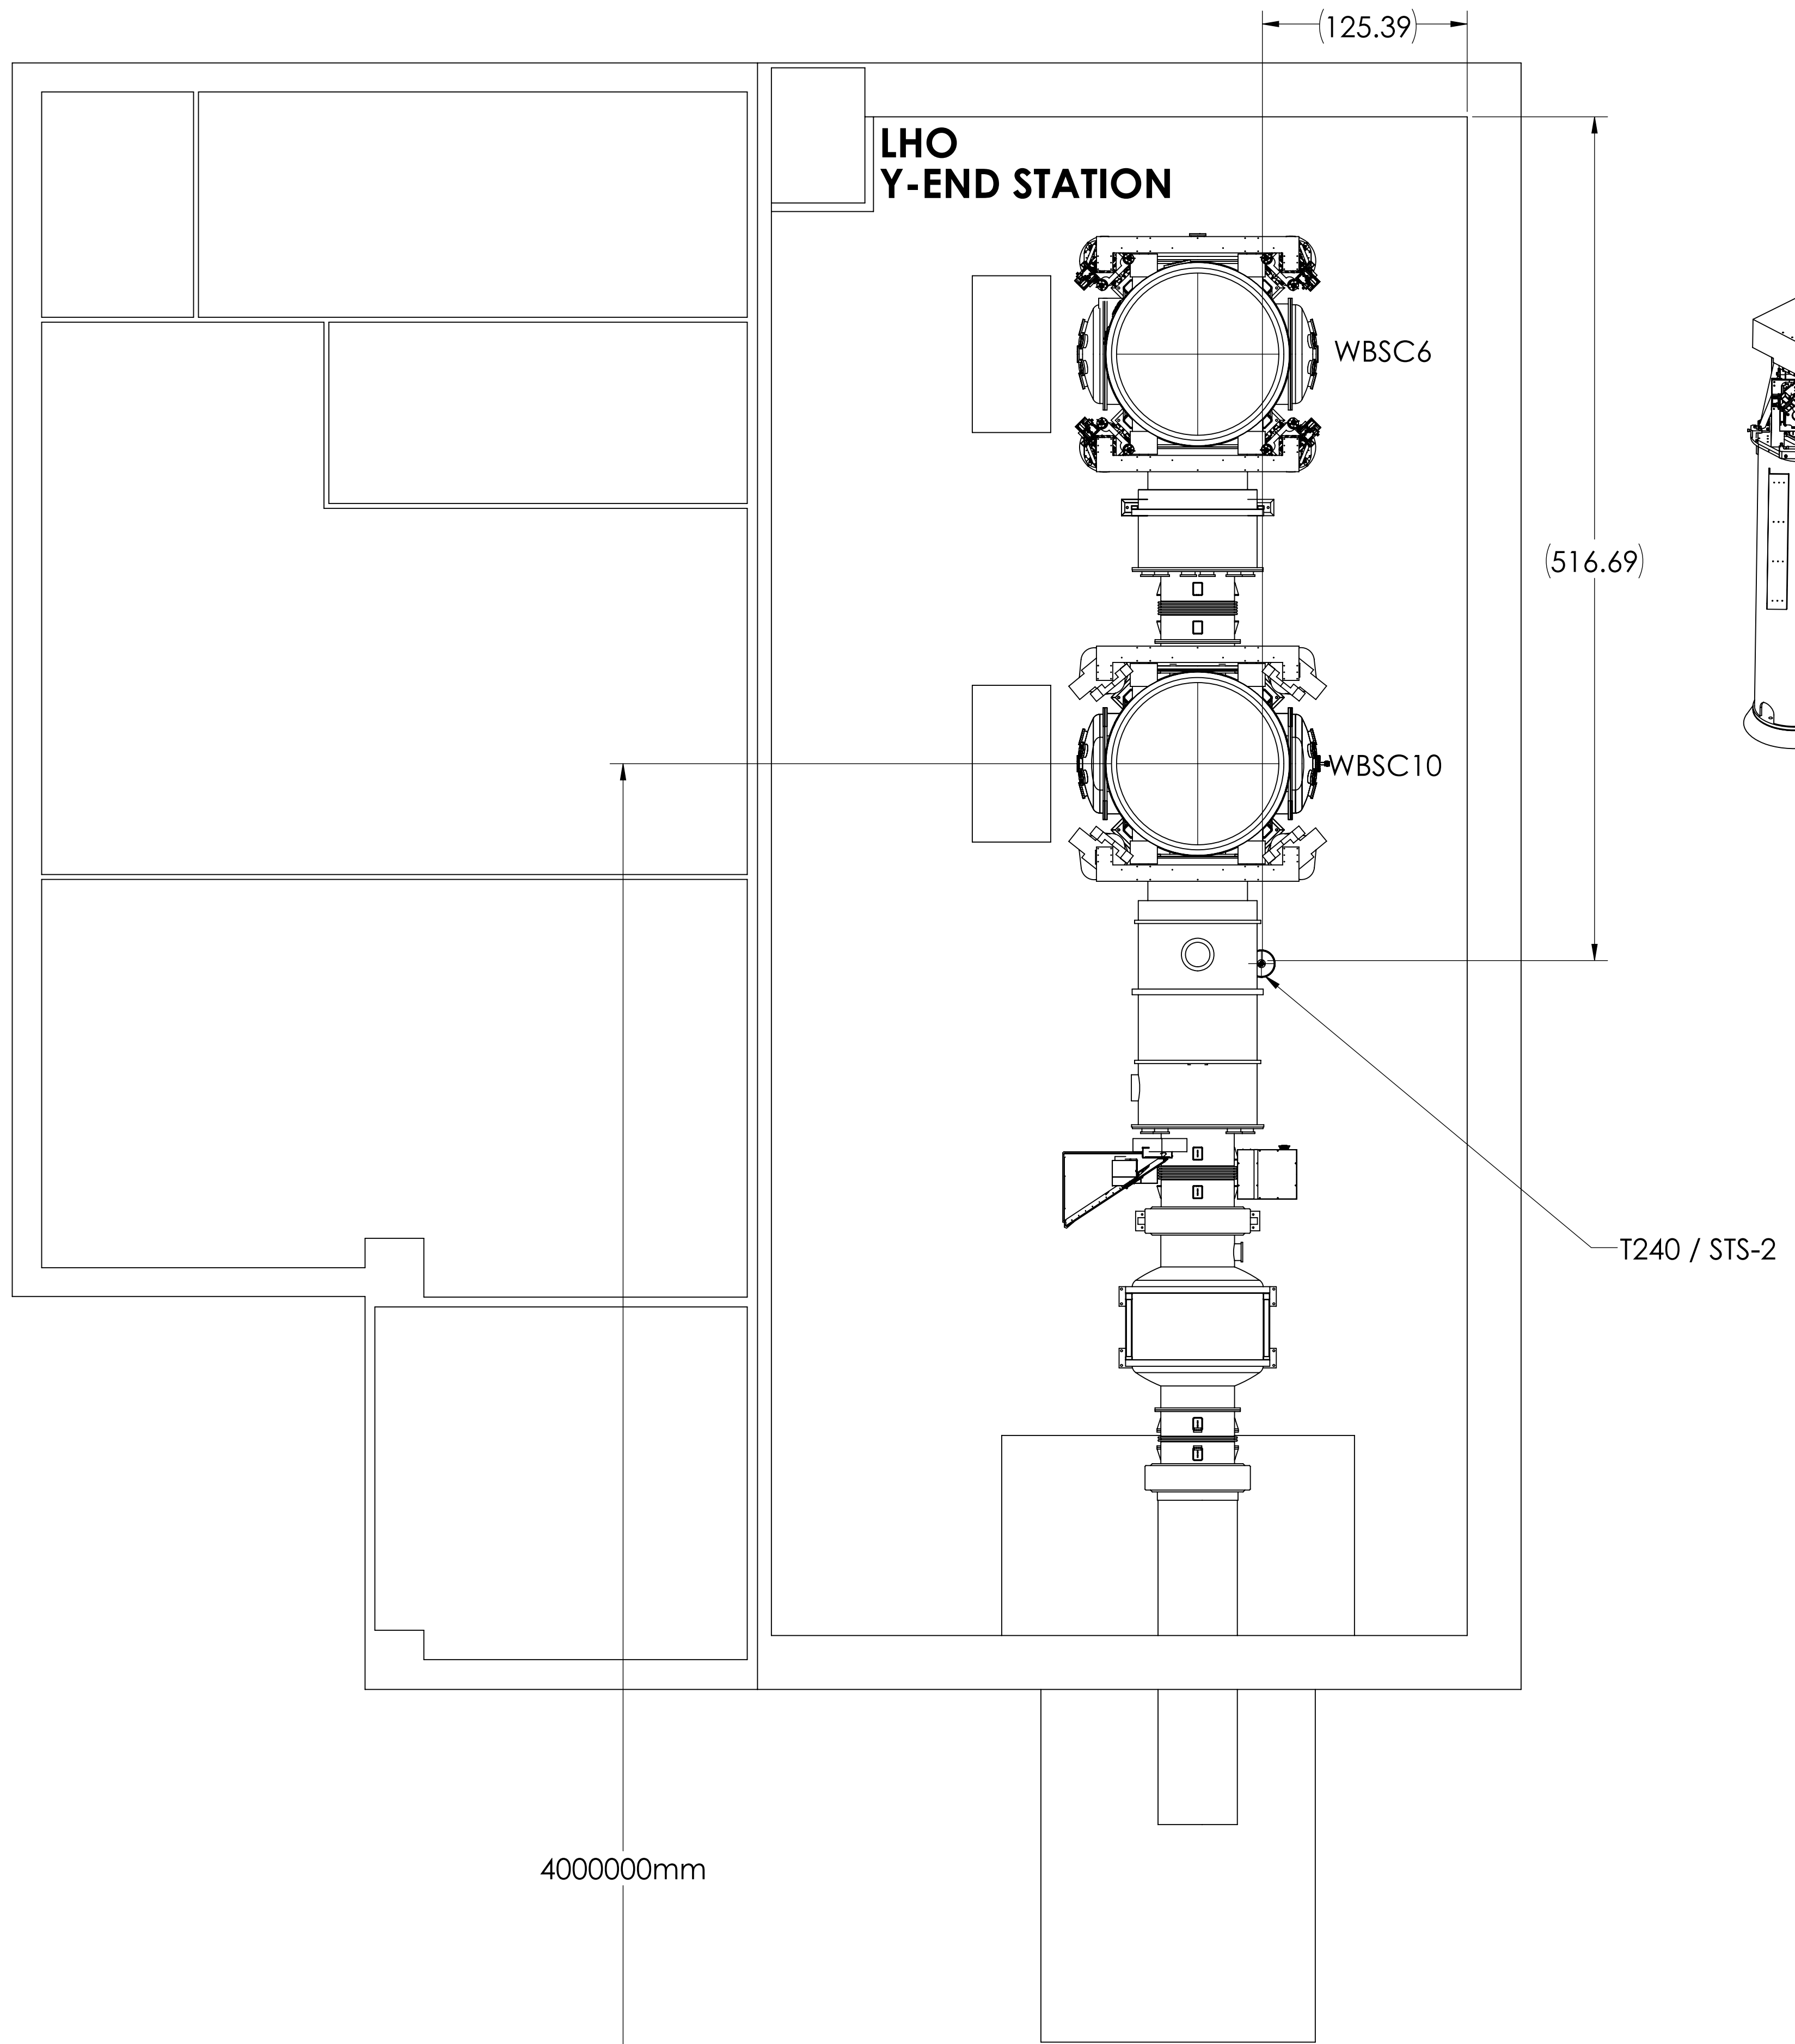 (125.39)
LHO
Y-END STATION
WBSC6
(516.69)
WBSC10
T240 / STS-2
4000000mm